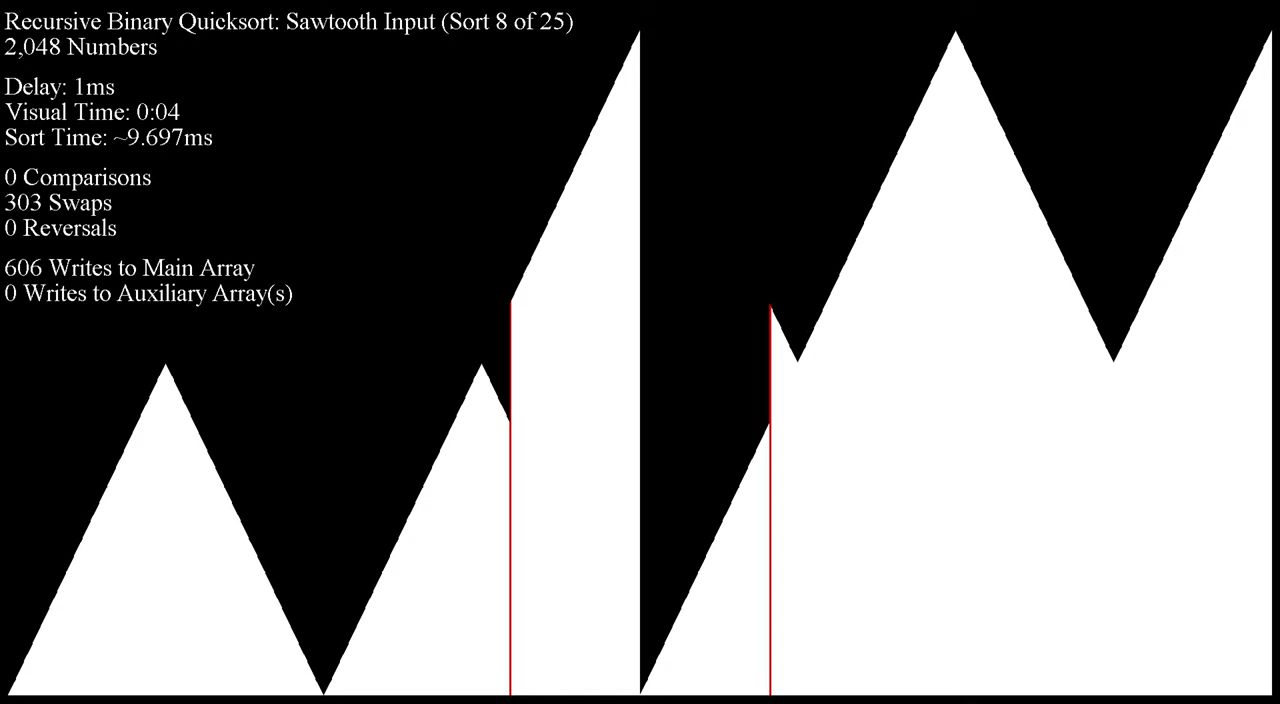 Recursive Binary Quicksort: Sawtooth Input (Sort 8 of 25)
2,048 Numbers
Delay: 1ms
Visual Time: 0:04
Sort Time: ~9.697ms
0 Comparisons
303 Swaps
0 Reversals
606 Writes to Main Array
0 Writes to Auxiliary Array(s)